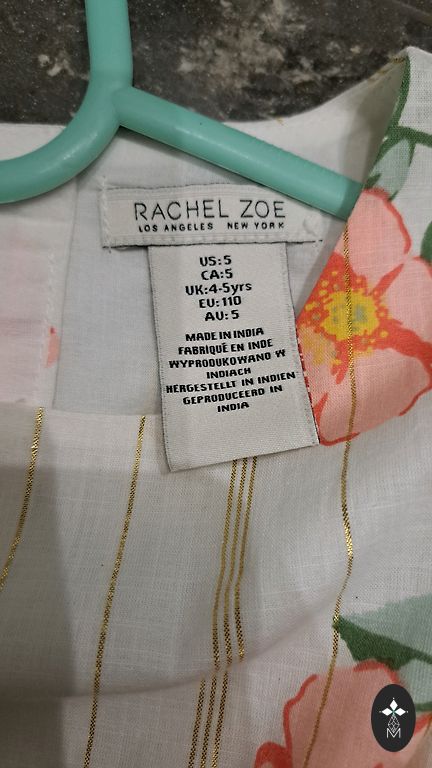 RACHEL ZOE
LOS ANGELES NEW YORK
US: 5
CA: 5
UK: 4-5yrs
EU: 110
AU: 5
MADE IN INDIA
FABRIQUÉ EN INDE
WYPRODUKOWANO W
INDIACH
HERGESTELLT IN INDIEN
GEPRODUCEERD IN
INDIA
M